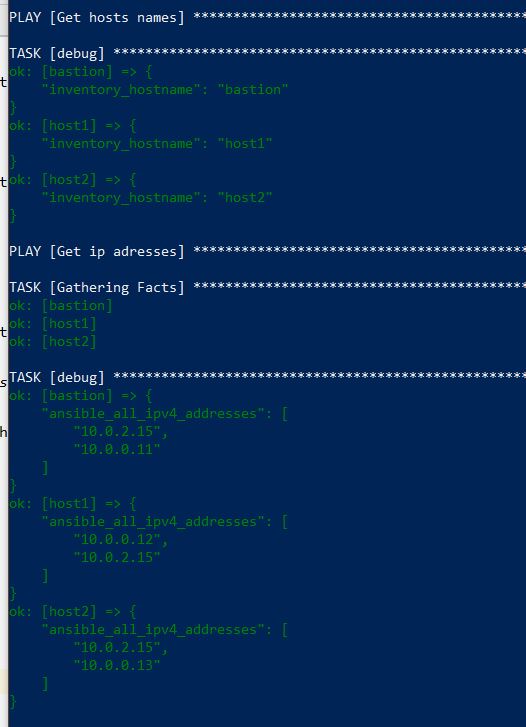 PLAY [Get hosts names] ******************************************
TASK [debug] ****************************************************
ok: [bastion] => {
    "inventory_hostname": "bastion"
}
ok: [host1] => {
    "inventory_hostname": "host1"
}
ok: [host2] => {
    "inventory_hostname": "host2"
}
PLAY [Get ip adresses] ******************************************
TASK [Gathering Facts] ******************************************
ok: [bastion]
ok: [host1]
ok: [host2]
TASK [debug] ****************************************************
ok: [bastion] => {
    "ansible_all_ipv4_addresses": [
        "10.0.2.15",
        "10.0.0.11"
    ]
}
ok: [host1] => {
    "ansible_all_ipv4_addresses": [
        "10.0.0.12",
        "10.0.2.15"
    ]
}
ok: [host2] => {
    "ansible_all_ipv4_addresses": [
        "10.0.2.15",
        "10.0.0.13"
    ]
}